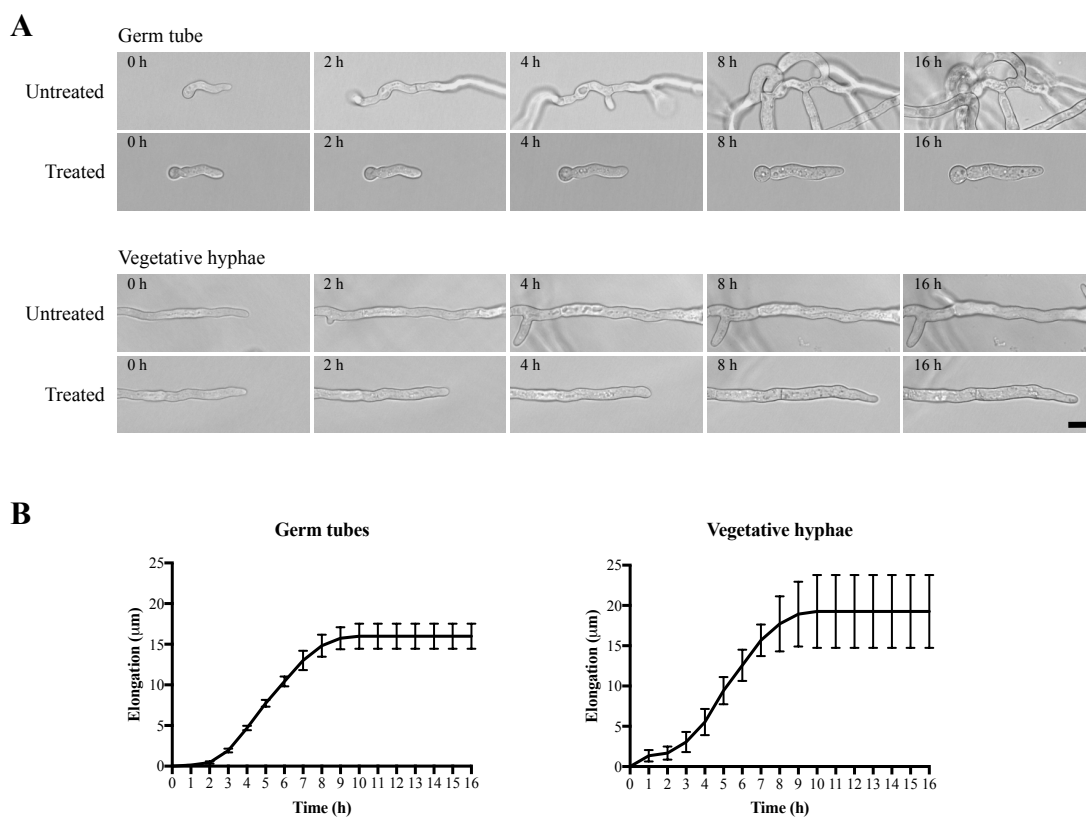 A
Germ tube
Untreated
0 h
2 h
4 h
8 h
16 h
Treated
0 h
2 h
4 h
8 h
16 h
Vegetative hyphae
Untreated
0 h
2 h
4 h
8 h
16 h
Treated
0 h
2 h
4 h
8 h
16 h
B
Germ tubes
Elongation (μm)
25
20
15
10
5
0
0 1 2 3 4 5 6 7 8 9 10 11 12 13 14 15 16
Time (h)
Vegetative hyphae
Elongation (μm)
25
20
15
10
5
0
0 1 2 3 4 5 6 7 8 9 10 11 12 13 14 15 16
Time (h)